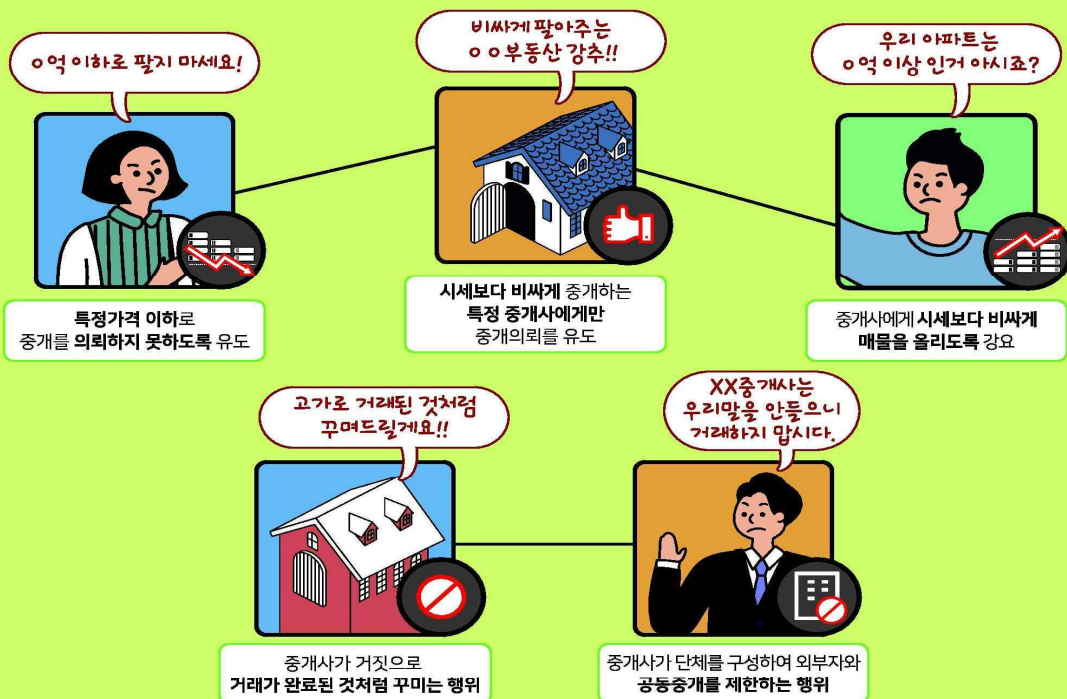 o억 이하로 팔지 마세요!
비싸게 팔아주는
o o 부동산 강추!!
우리 아파트는
o억 이상 인거 아시죠?
특정가격 이하로
중개를 의뢰하지 못하도록 유도
시세보다 비싸게 중개하는
특정 중개사에게만
중개의뢰를 유도
중개사에게 시세보다 비싸게
매물을 올리도록 강요
고가로 거래된 것처럼
꾸며드릴게요!!
XX중개사는
우리말을 안들으니
거래하지 맙시다.
중개사가 거짓으로
거래가 완료된 것처럼 꾸미는 행위
중개사가 단체를 구성하여 외부자와
공동중개를 제한하는 행위